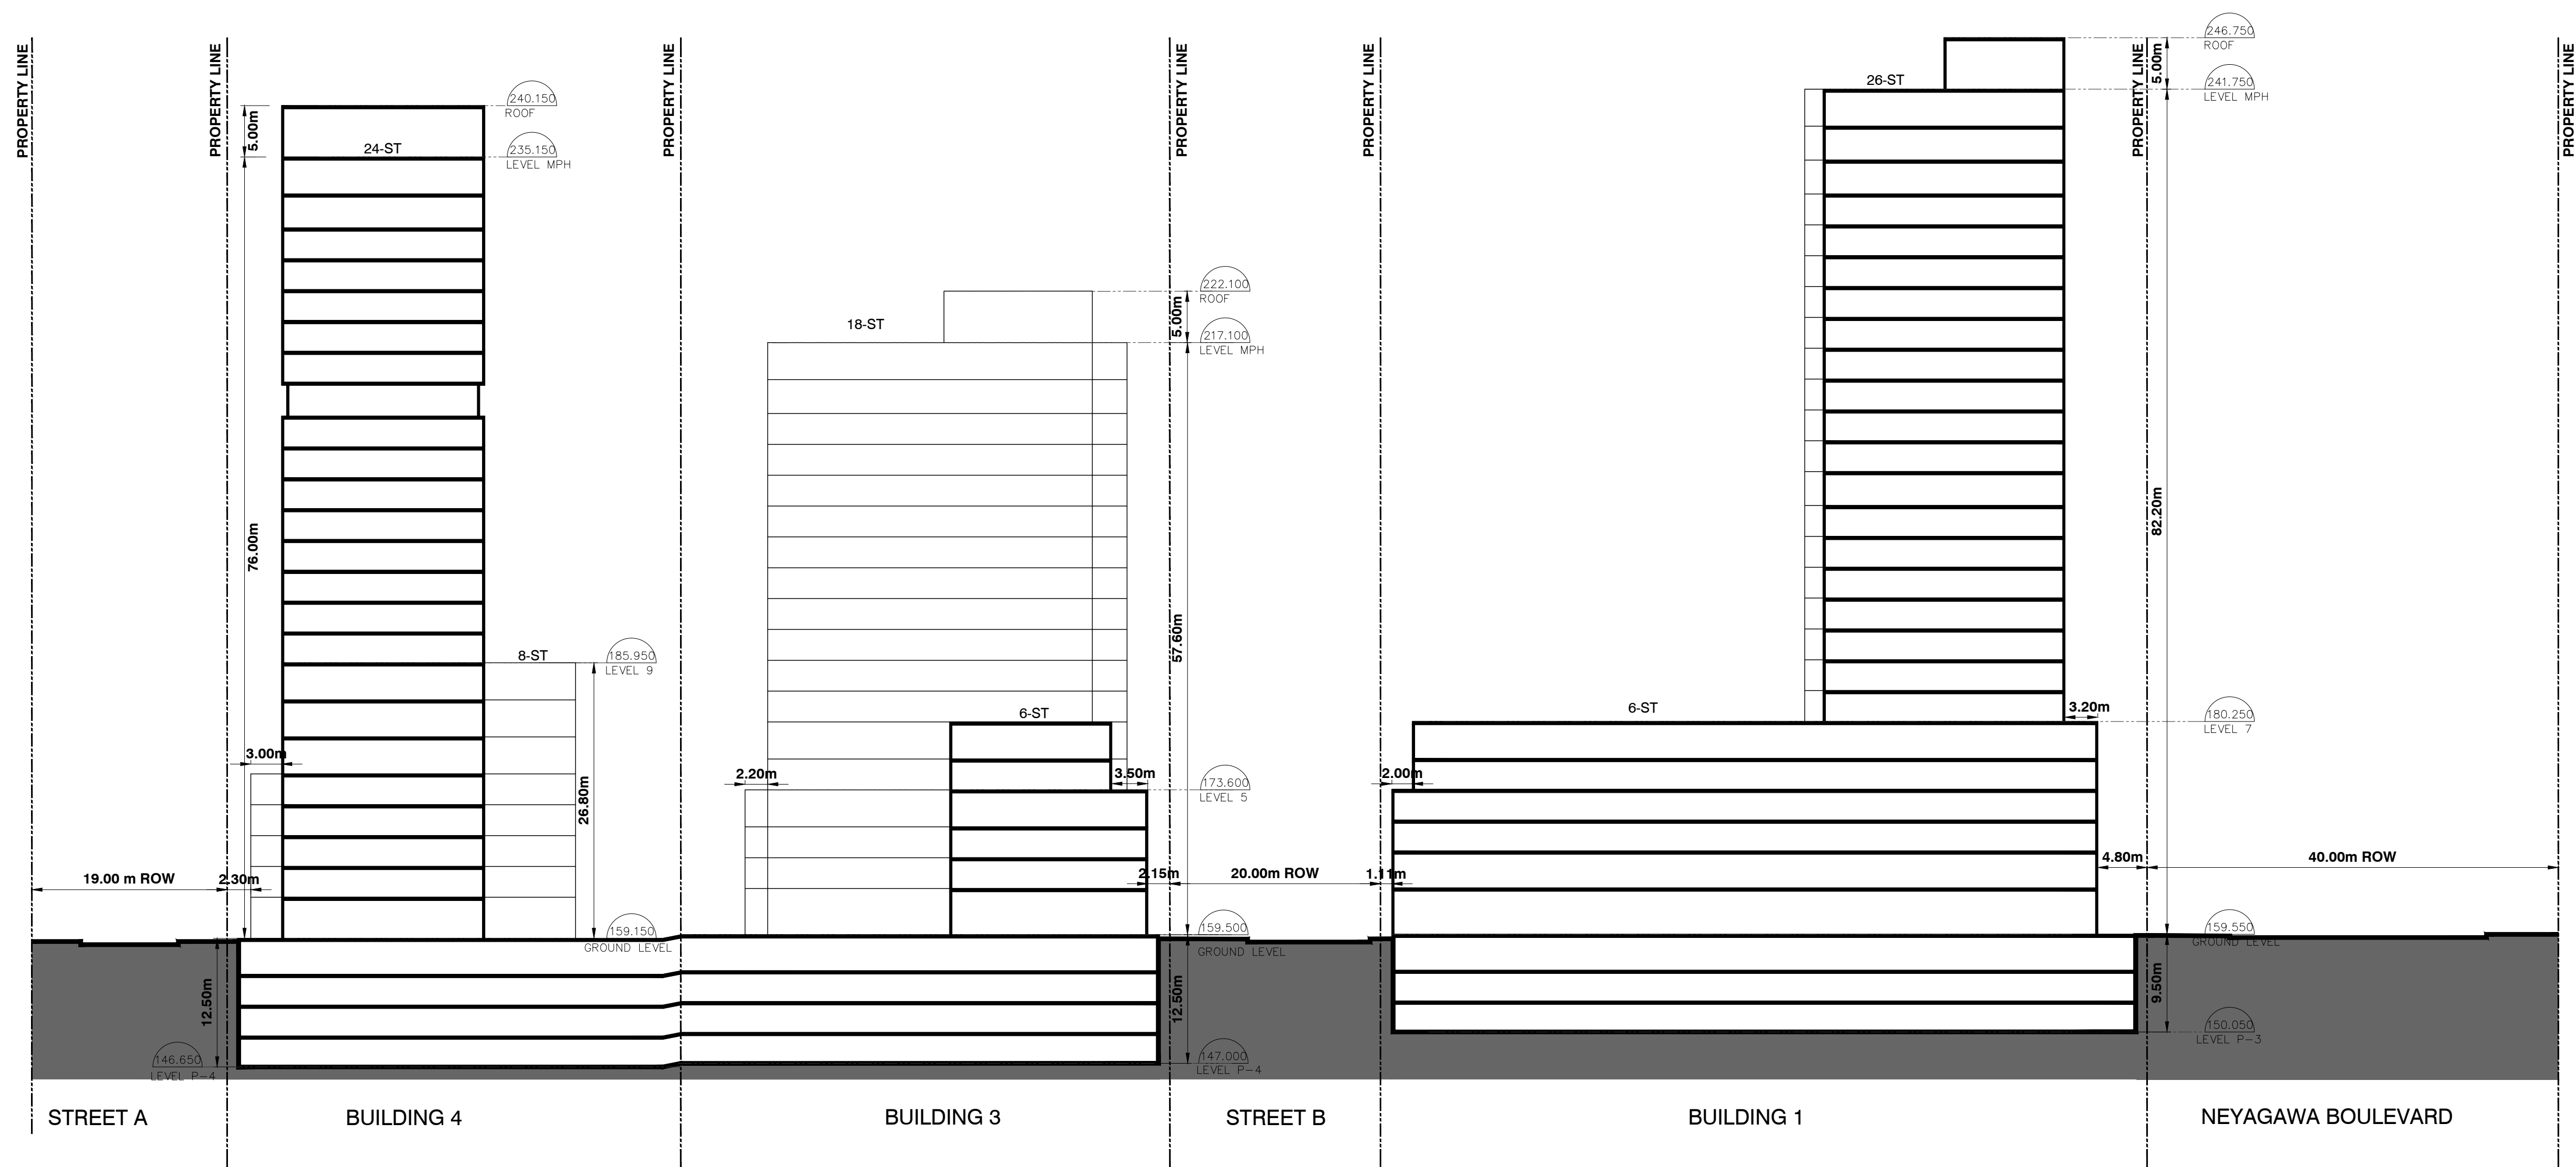 PROPERTY LINE
PROPERTY LINE
PROPERTY LINE
PROPERTY LINE
PROPERTY LINE
PROPERTY LINE
PROPERTY LINE
240.150
ROOF
5.00m
24-ST
235.150
LEVEL MPH
76.00m
8-ST
185.950
LEVEL 9
3.00m
26.80m
19.00 m ROW
2.30m
159.150
GROUND LEVEL
12.50m
146.650
LEVEL P-4
222.100
ROOF
18-ST
5.00m
217.100
LEVEL MPH
57.60m
6-ST
2.20m
3.50m
173.600
LEVEL 5
2.15m
20.00m ROW
1.11m
159.500
GROUND LEVEL
12.50m
147.000
LEVEL P-4
246.750
ROOF
5.00m
26-ST
241.750
LEVEL MPH
82.20m
6-ST
3.20m
180.250
LEVEL 7
2.00m
4.80m
40.00m ROW
159.550
GROUND LEVEL
9.50m
150.050
LEVEL P-3
STREET A
BUILDING 4
BUILDING 3
STREET B
BUILDING 1
NEYAGAWA BOULEVARD